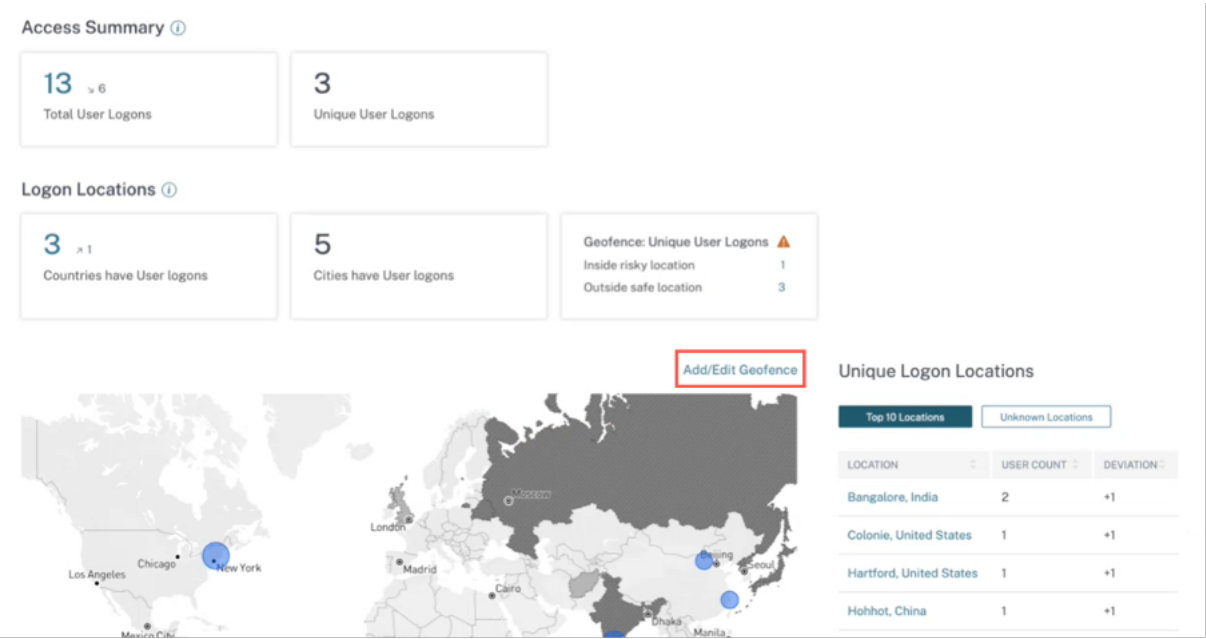 Access Summary
13 6
Total User Logons
3
Unique User Logons
Logon Locations
3 1
Countries have User logons
5
Cities have User logons
Geofence: Unique User Logons
Inside risky location 1
Outside safe location 3
Add/Edit Geofence
Unique Logon Locations
Top 10 Locations Unknown Locations
LOCATION USER COUNT DEVIATION
Bangalore, India 2 +1
Colonie, United States 1 +1
Hartford, United States 1 +1
Hohhot, China 1 +1
Moscow
London
Beijing
Chicago
New York
Madrid
Seoul
Los Angeles
Cairo
Dhaka
Manila
Mexico City